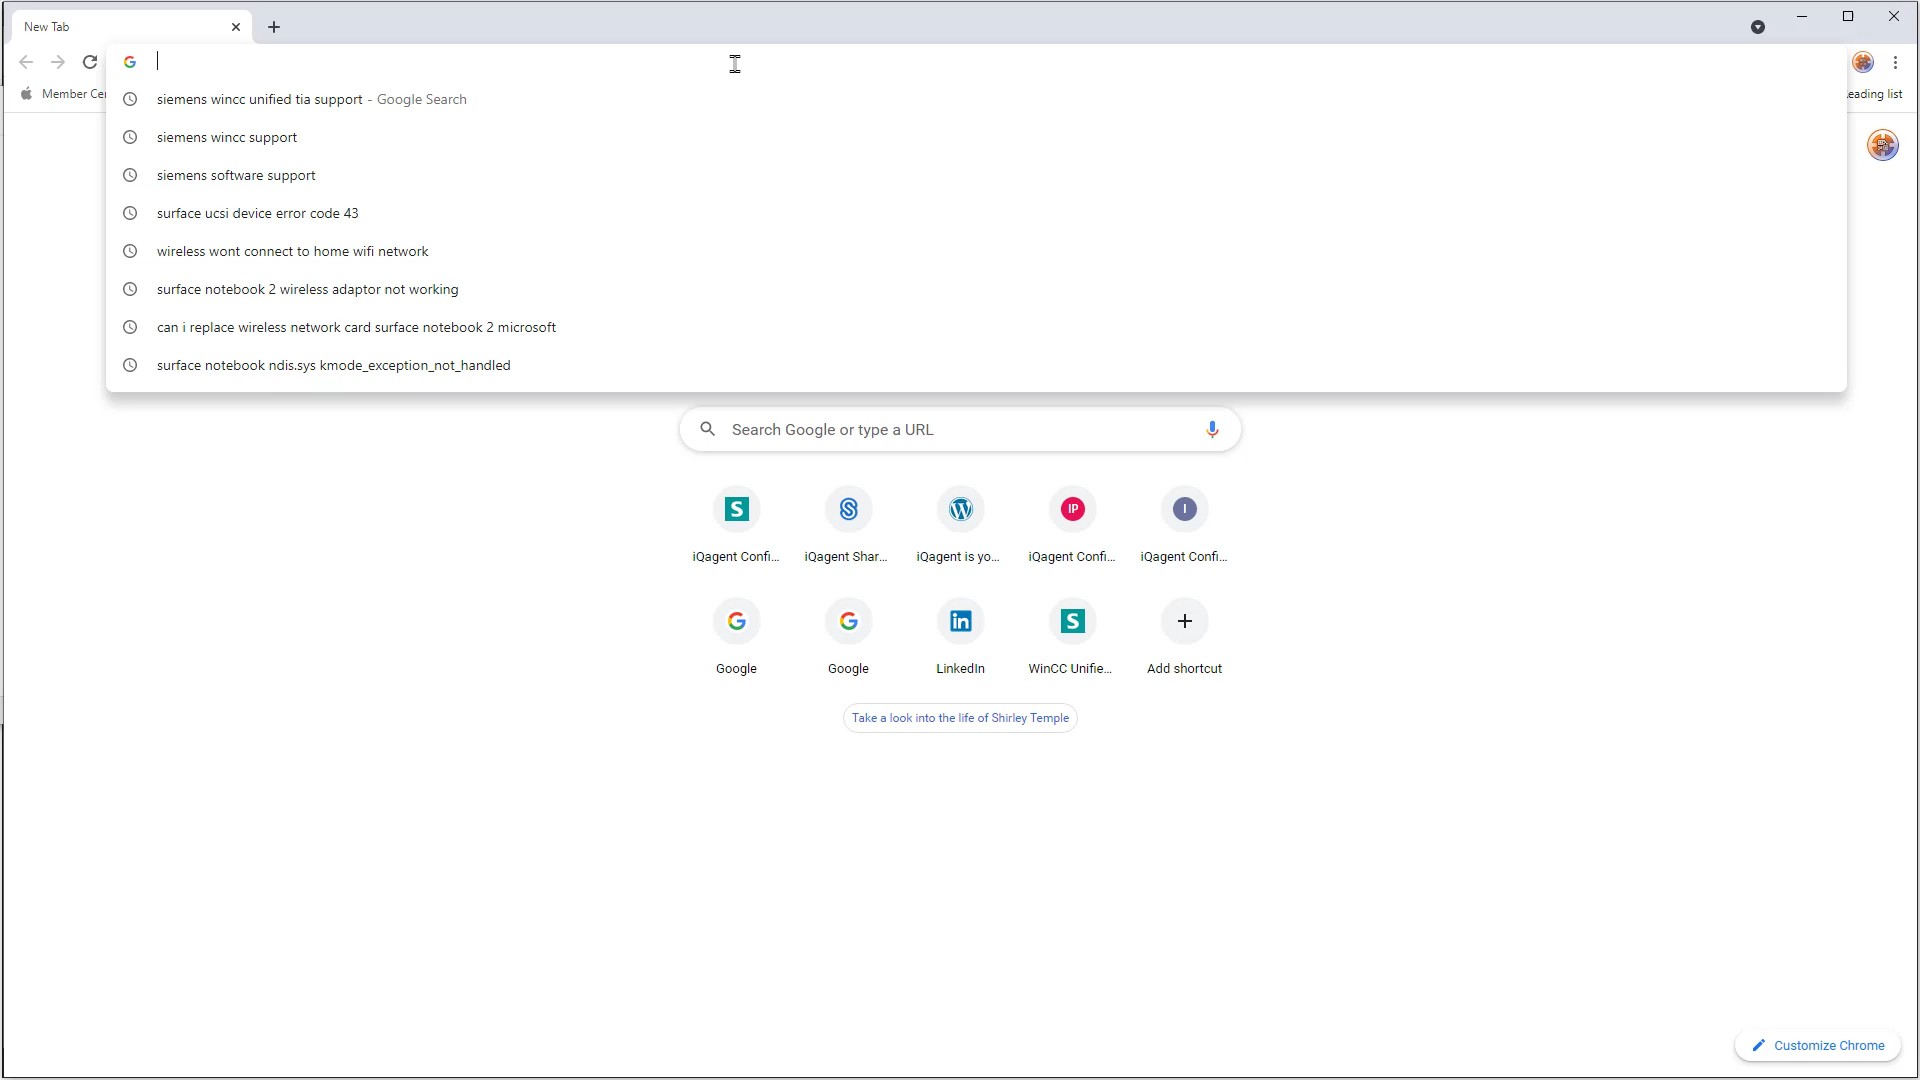 New Tab
Member Cer
eading list
siemens wincc unified tia support - Google Search
siemens wincc support
siemens software support
surface ucsi device error code 43
wireless wont connect to home wifi network
surface notebook 2 wireless adaptor not working
can i replace wireless network card surface notebook 2 microsoft
surface notebook ndis.sys kmode_exception_not_handled
Search Google or type a URL
S
IP
I
iQagent Confi...
iQagent Shar...
iQagent is yo...
iQagent Confi...
iQagent Confi...
in
S
Google
Google
LinkedIn
WinCC Unifie...
Add shortcut
Take a look into the life of Shirley Temple
Customize Chrome